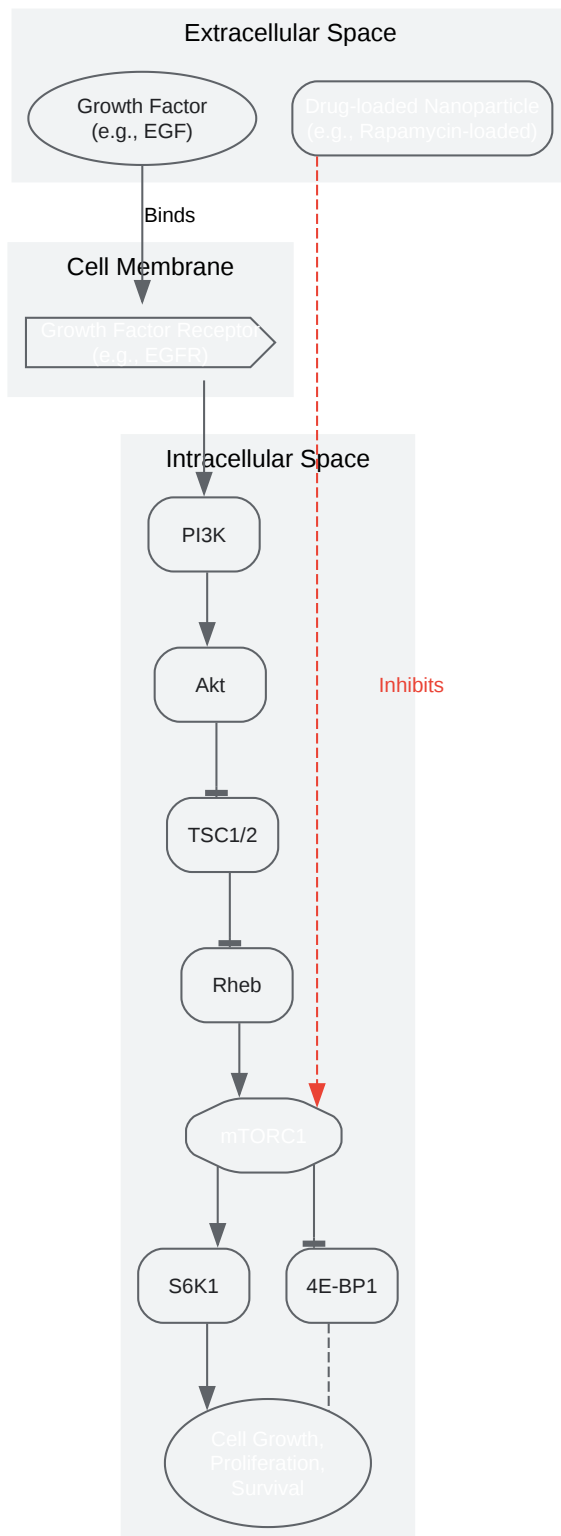 Extracellular Space
Growth Factor
(e.g., EGF)
Drug-loaded Nanoparticle
(e.g., Rapamycin-loaded)
Binds
Cell Membrane
Growth Factor Receptor
(e.g., EGFR)
Intracellular Space
PI3K
Akt
Inhibits
TSC1/2
Rheb
mTORC1
S6K1
4E-BP1
Cell Growth,
Proliferation,
Survival